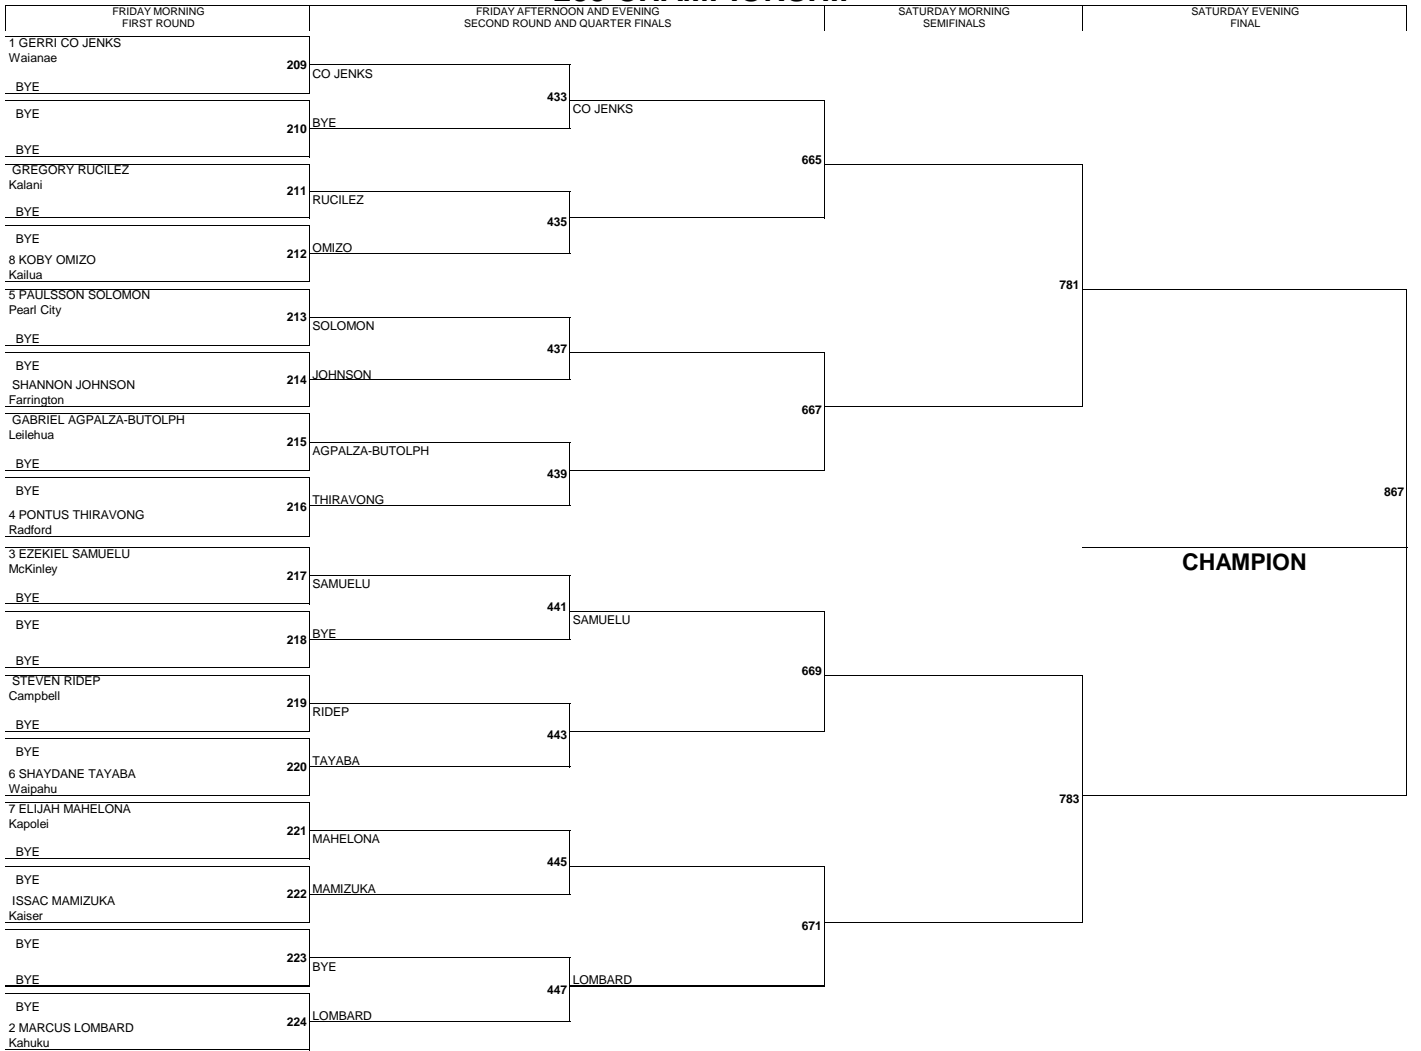 FRIDAY MORNING
FIRST ROUND
FRIDAY AFTERNOON AND EVENING
SECOND ROUND AND QUARTER FINALS
SATURDAY MORNING
SEMIFINALS
SATURDAY EVENING
FINAL
1 GERRI CO JENKS
Waianae
209
BYE
CO JENKS
433
CO JENKS
BYE
210
BYE
BYE
665
GREGORY RUCILEZ
Kalani
211
BYE
RUCILEZ
435
BYE
212
OMIZO
8 KOBY OMIZO
Kailua
781
5 PAULSSON SOLOMON
Pearl City
213
BYE
SOLOMON
437
BYE
214
JOHNSON
SHANNON JOHNSON
Farrington
667
GABRIEL AGPALZA-BUTOLPH
Leilehua
215
BYE
AGPALZA-BUTOLPH
439
BYE
216
THIRAVONG
4 PONTUS THIRAVONG
Radford
867
CHAMPION
3 EZEKIEL SAMUELU
McKinley
217
BYE
SAMUELU
441
SAMUELU
BYE
218
BYE
BYE
669
STEVEN RIDEP
Campbell
219
BYE
RIDEP
443
BYE
220
TAYABA
6 SHAYDANE TAYABA
Waipahu
783
7 ELIJAH MAHELONA
Kapolei
221
BYE
MAHELONA
445
BYE
222
MAMIZUKA
ISSAC MAMIZUKA
Kaiser
671
BYE
223
BYE
BYE
447
LOMBARD
BYE
224
LOMBARD
2 MARCUS LOMBARD
Kahuku